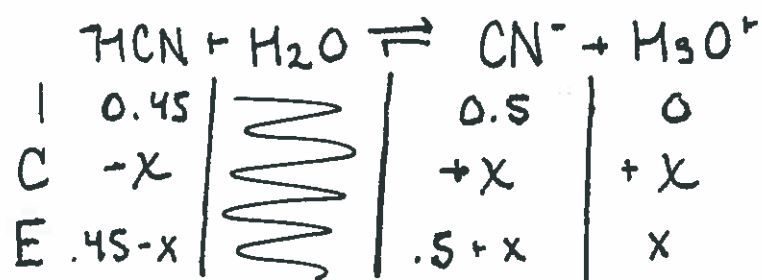 HCN + H₂O ⇌ CN⁻ + H₃O⁺
I 0.45 0.5 0
C -x +x + x
E .45-x .5 + x x